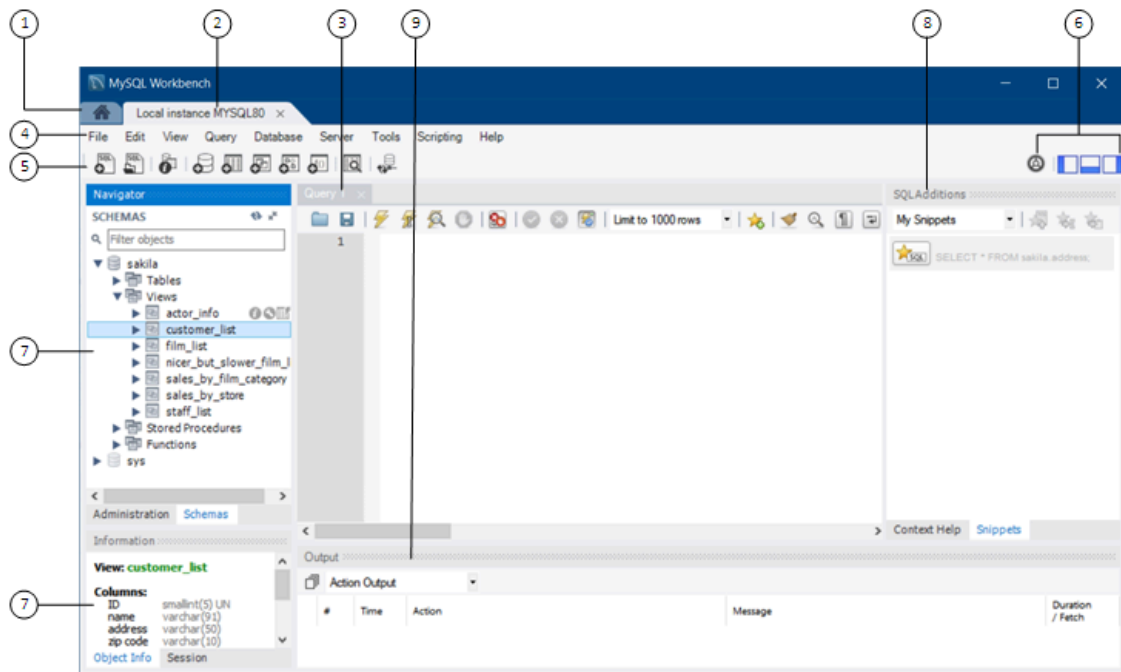 1 2 3 9 8 6
MySQL Workbench
Local instance MYSQL80 ×
4
File Edit View Query Database Server Tools Scripting Help
5
Navigator
Query 1 ×
SQLAdditions
SCHEMAS
Limit to 1000 rows
My Snippets
Filter objects
1
SQL SELECT * FROM sakila.address;
sakila
Tables
Views
actor_info
customer_list
7
film_list
nicer_but_slower_film_l
sales_by_film_category
sales_by_store
staff_list
Stored Procedures
Functions
sys
Administration Schemas
Context Help Snippets
Information
Output
View: customer_list
Action Output
Columns:
7
ID smallint(5) UN
name varchar(91)
address varchar(50)
zip code varchar(10)
# Time Action Message Duration / Fetch
Object Info Session